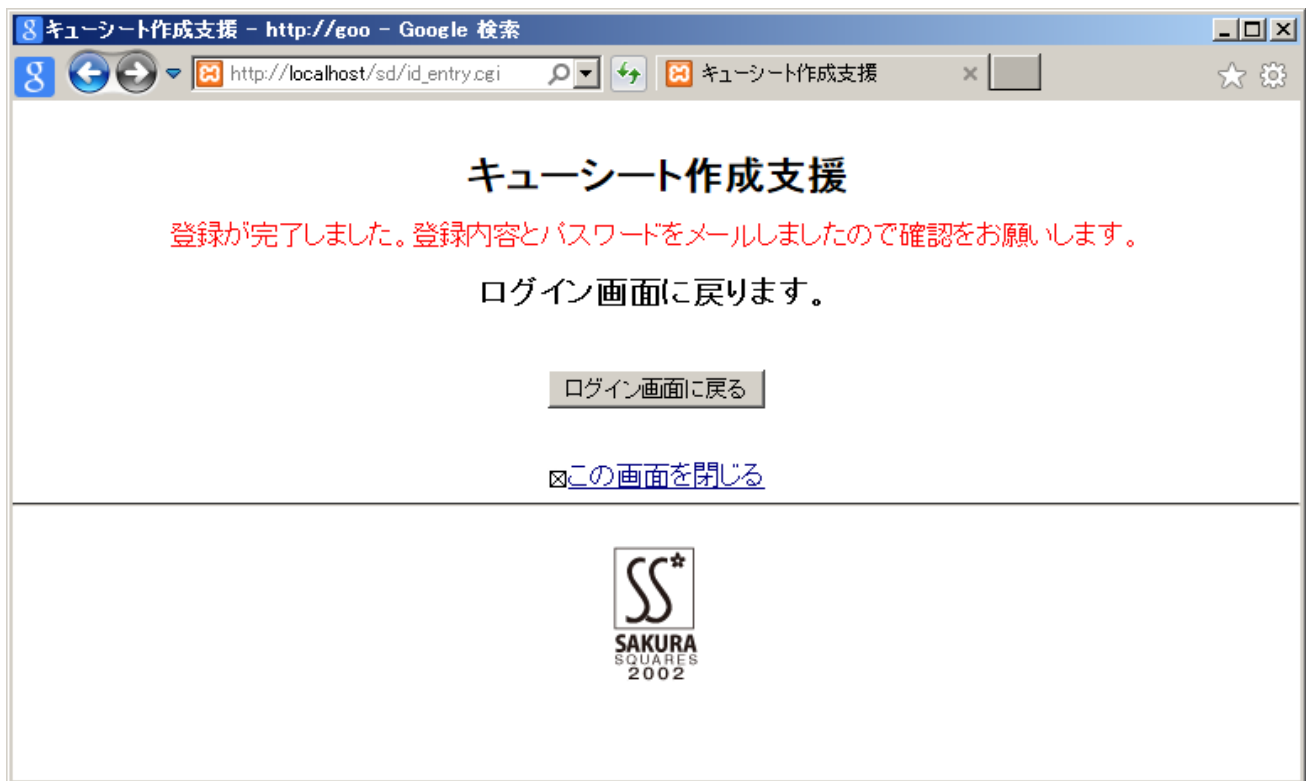 キューシート作成支援 - http://goo - Google 検索
http://localhost/sd/id_entry.cgi
キューシート作成支援
キューシート作成支援
登録が完了しました。登録内容とパスワードをメールしましたので確認をお願いします。
ログイン画面に戻ります。
ログイン画面に戻る
この画面を閉じる
SS
SAKURA
SQUARES
2002